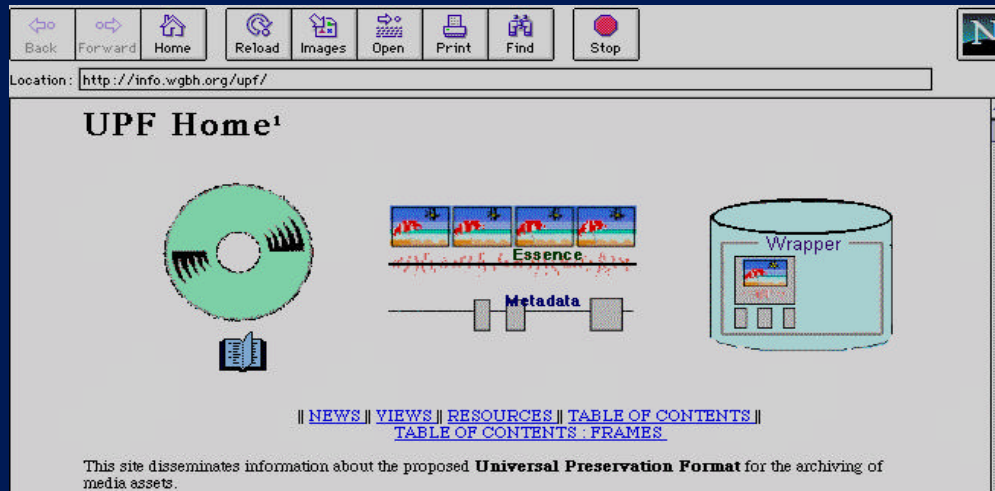 Back Forward Home Reload Images Open Print Find Stop
N
Location: http://info.wgbh.org/upf/
UPF Home¹
Wrapper
Essence
Metadata
|| NEWS || VIEWS || RESOURCES || TABLE OF CONTENTS ||
TABLE OF CONTENTS : FRAMES
This site disseminates information about the proposed Universal Preservation Format for the archiving of
media assets.